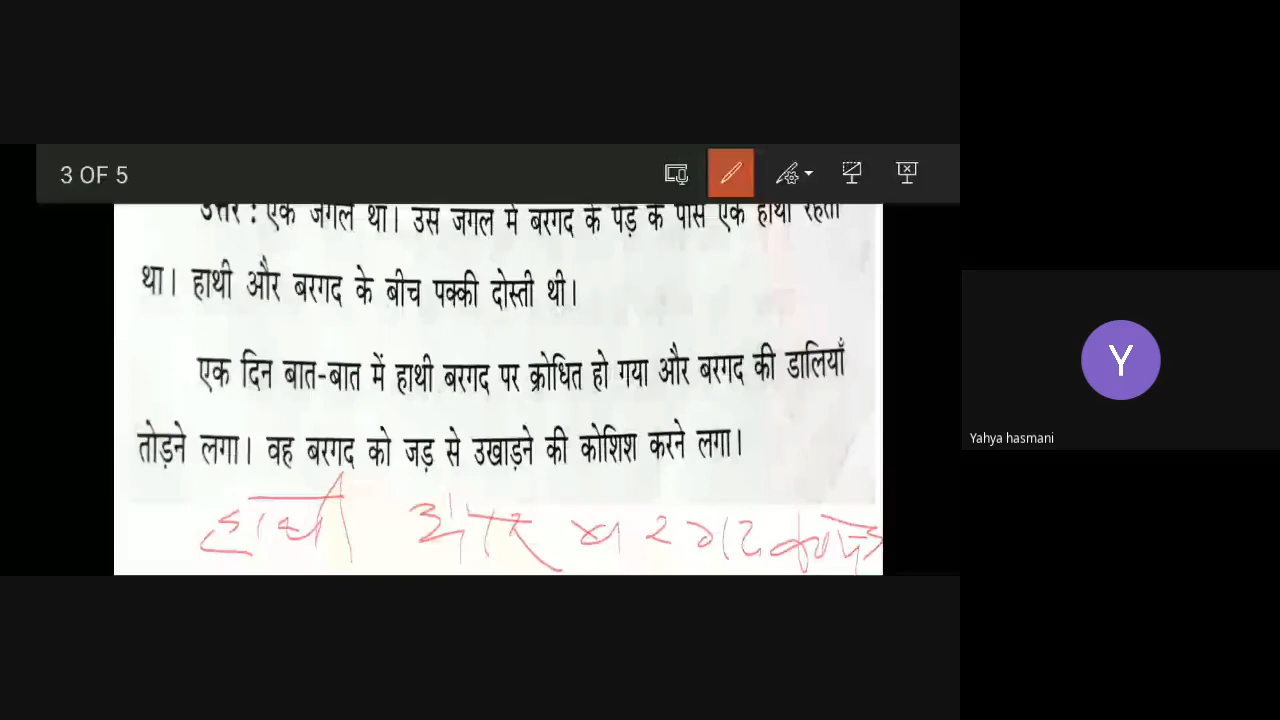 3 OF 5
उत्तर : एक जंगल था। उस जंगल में बरगद के पेड़ के पास एक हाथी रहता
था। हाथी और बरगद के बीच पक्की दोस्ती थी।
एक दिन बात-बात में हाथी बरगद पर क्रोधित हो गया और बरगद की डालियाँ
तोड़ने लगा। वह बरगद को जड़ से उखाड़ने की कोशिश करने लगा।
हाथी और बरगद
Y
Yahya hasmani